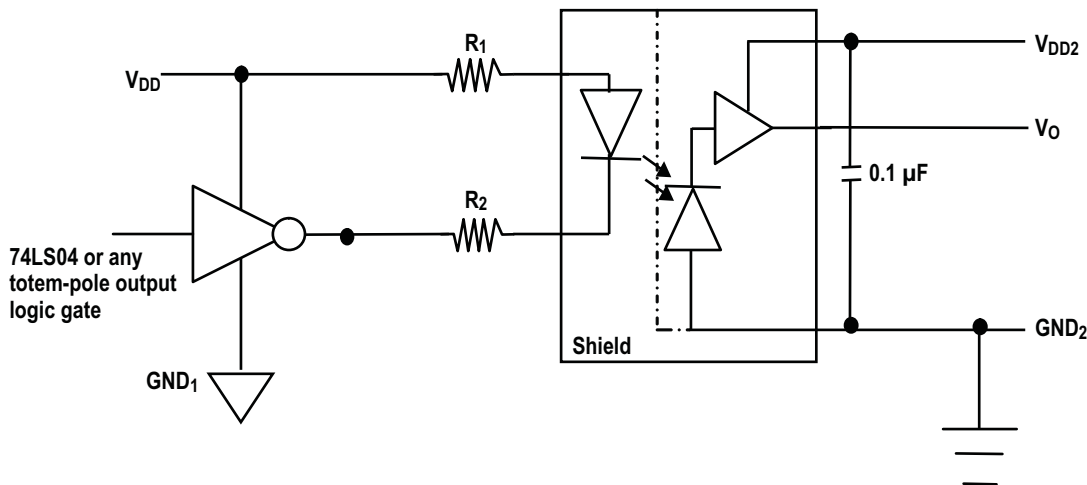 R1
VDD
VDD2
VO
0.1 µF
R2
74LS04 or any
totem-pole output
logic gate
Shield
GND2
GND1